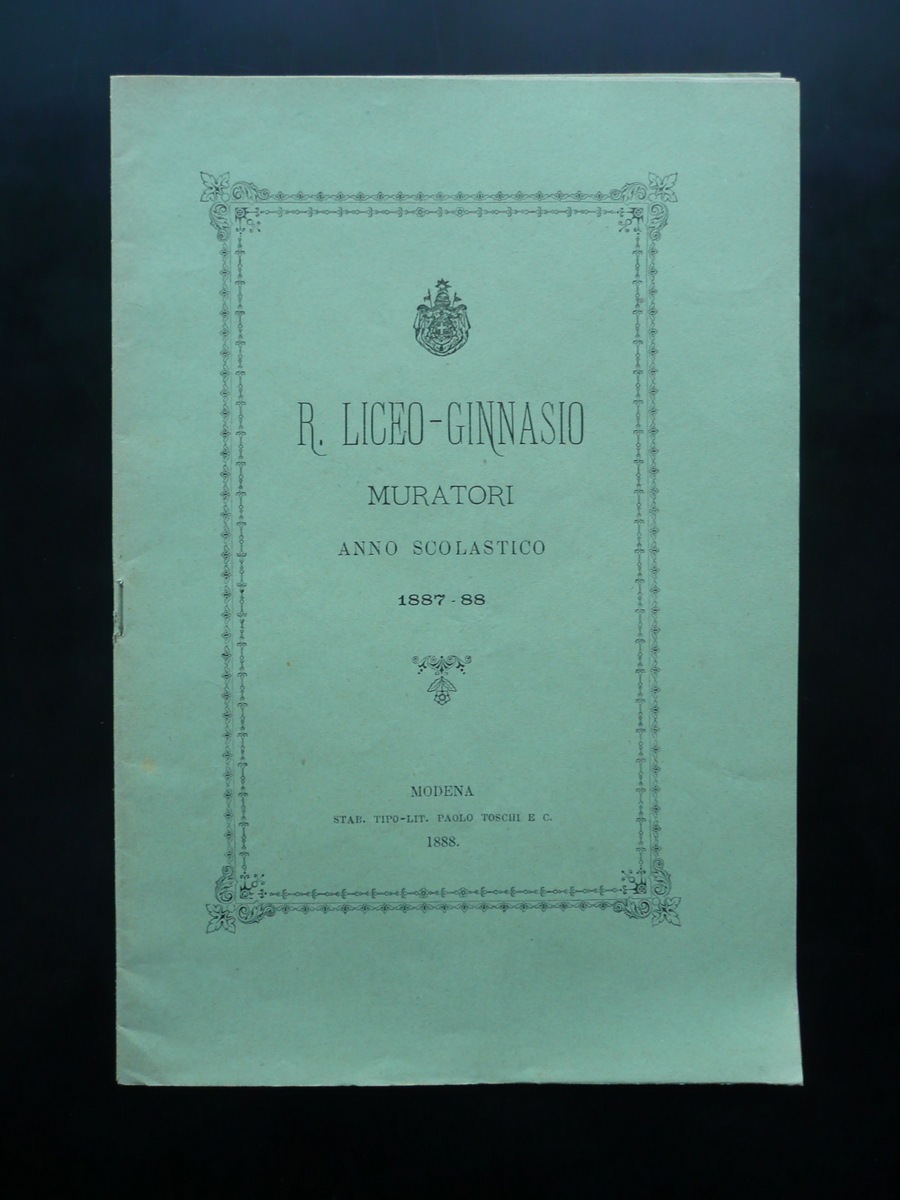 R. LICEO-GINNASIO
MURATORI
ANNO SCOLASTICO
1887-88
MODENA
STAB. TIPO-LIT. PAOLO TOSCHI E C.
1888.